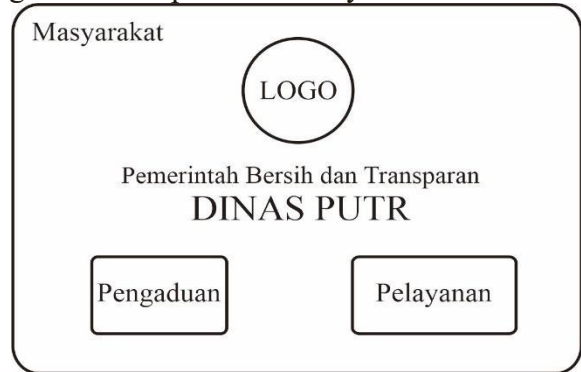 Masyarakat
LOGO
Pemerintah Bersih dan Transparan
DINAS PUTR
Pengaduan
Pelayanan